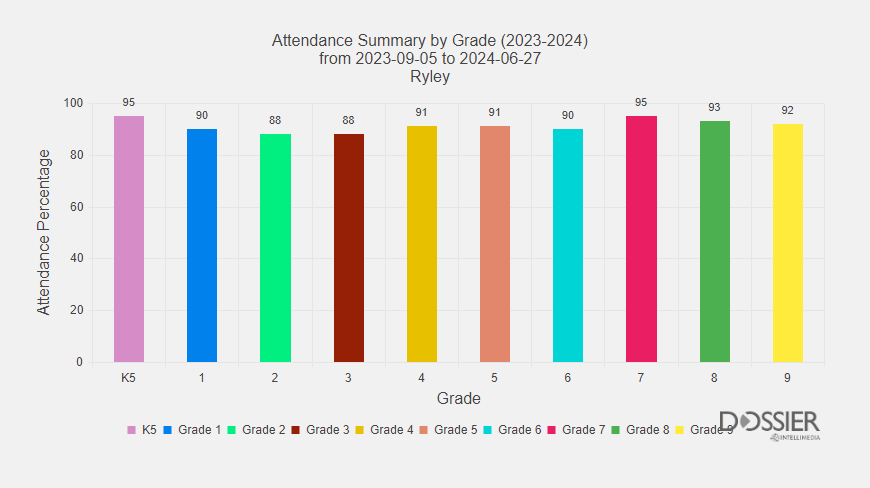 Attendance Summary by Grade (2023-2024)
from 2023-09-05 to 2024-06-27
Ryley
Attendance Percentage
100
80
60
40
20
0
95 90 88 88 91 91 90 95 93 92
K5 1 2 3 4 5 6 7 8 9
Grade
K5 Grade 1 Grade 2 Grade 3 Grade 4 Grade 5 Grade 6 Grade 7 Grade 8 Grade 9
DOSSIER
INTELLIMEDIA